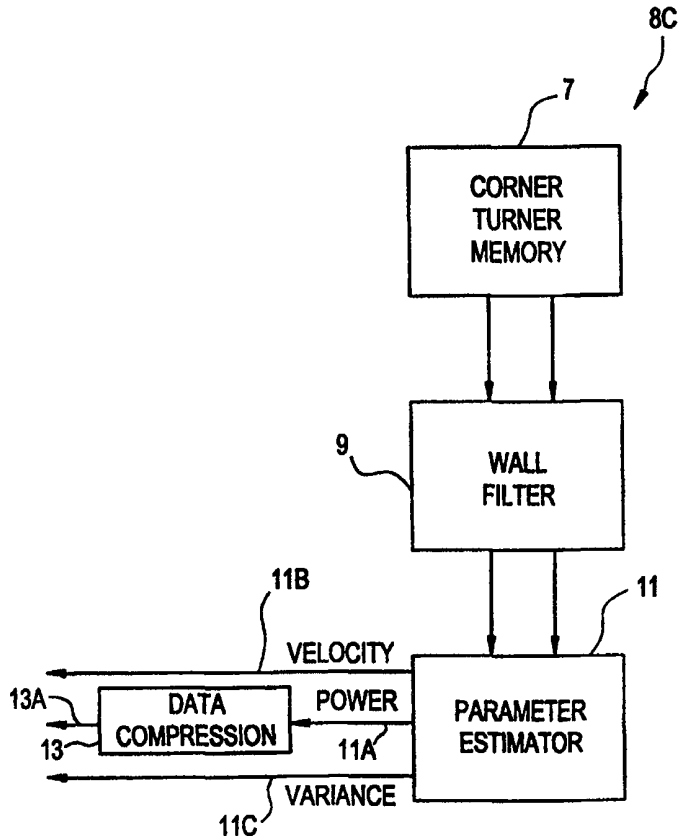 8C
7
CORNER
TURNER
MEMORY
9
WALL
FILTER
11B
11
VELOCITY
13A
DATA
COMPRESSION
POWER
PARAMETER
ESTIMATOR
13
11A
VARIANCE
11C